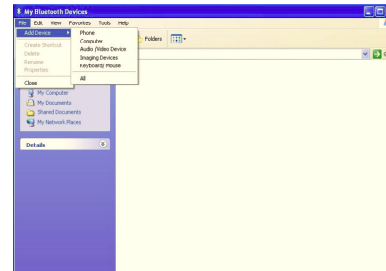 My Bluetooth Devices
File Edit View Favorites Tools Help
Add Device
Phone
Computer
Audio /Video Device
Imaging Devices
Keyboard/ Mouse
All
Create Shortcut
Delete
Rename
Properties
Close
Folders
My Computer
My Documents
Shared Documents
My Network Places
Details